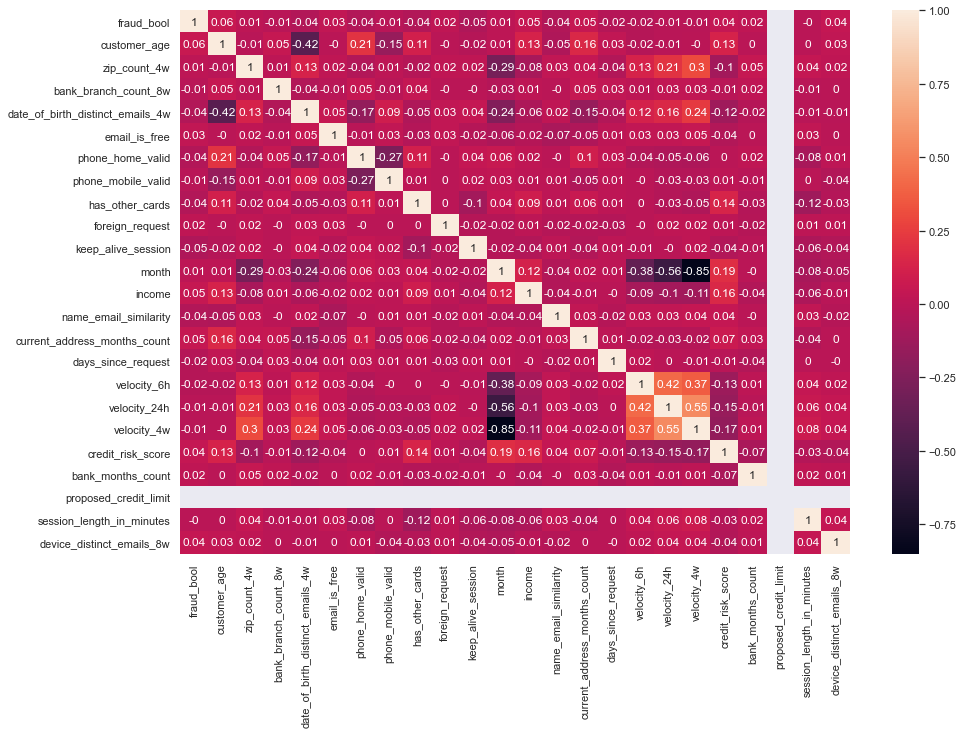 fraud_bool 1 0.06 0.01 -0.01 -0.04 0.03 -0.04 -0.01 -0.04 0.02 -0.05 0.01 0.05 -0.04 0.05 -0.02 -0.02 -0.01 -0.01 0.04 0.02 -0 0.04
customer_age 0.06 1 -0.01 0.05 -0.42 -0 0.21 -0.15 0.11 -0 -0.02 0.01 0.13 -0.05 0.16 0.03 -0.02 -0.01 -0 0.13 0 0 0.03
zip_count_4w 0.01 -0.01 1 0.01 0.13 0.02 -0.04 0.01 -0.02 0.02 0.02 -0.29 -0.08 0.03 0.04 -0.04 0.13 0.21 0.3 -0.1 0.05 0.04 0.02
bank_branch_count_8w -0.01 0.05 0.01 1 -0.04 -0.01 0.05 -0.01 0.04 -0 -0 -0.03 0.01 -0 0.05 0.03 0.01 0.03 0.03 -0.01 0.02 -0.01 0
date_of_birth_distinct_emails_4w -0.04 -0.42 0.13 -0.04 1 0.05 -0.17 0.09 -0.05 0.03 0.04 -0.24 -0.06 0.02 -0.15 -0.04 0.12 0.16 0.24 -0.12 -0.02 -0.01 -0.01
email_is_free 0.03 -0 0.02 -0.01 0.05 1 -0.01 0.03 -0.03 0.03 -0.02 -0.06 -0.02 -0.07 -0.05 0.01 0.03 0.03 0.05 -0.04 0 0.03 0
phone_home_valid -0.04 0.21 -0.04 0.05 -0.17 -0.01 1 -0.27 0.11 -0 0.04 0.06 0.02 -0 0.1 0.03 -0.04 -0.05 -0.06 0 0.02 -0.08 0.01
phone_mobile_valid -0.01 -0.15 0.01 -0.01 0.09 0.03 -0.27 1 0.01 0 0.02 0.03 0.01 0.01 -0.05 0.01 -0 -0.03 -0.03 0.01 0.01 0 -0.04
has_other_cards -0.04 0.11 -0.02 0.04 -0.05 -0.03 0.11 0.01 1 0 -0.1 0.04 0.09 0.01 0.06 0.01 0 -0.03 -0.05 0.14 -0.03 -0.12 -0.03
foreign_request 0.02 -0 0.02 -0 0.03 0.03 -0 0 0 1 -0.02 -0.02 0.01 -0.02 -0.02 -0.03 -0 0.02 0.02 0.01 -0.02 0.01 0.01
keep_alive_session -0.05 -0.02 0.02 -0 0.04 -0.02 0.04 0.02 -0.1 -0.02 1 -0.02 -0.04 0.01 -0.04 0.01 -0.01 -0 0.02 -0.04 0.01 -0.06 -0.04
month 0.01 0.01 -0.29 -0.03 -0.24 -0.06 0.06 0.03 0.04 -0.02 -0.02 1 0.12 -0.04 0.02 0.01 -0.38 -0.56 -0.85 0.19 -0 -0.08 -0.05
income 0.05 0.13 -0.08 0.01 -0.06 -0.02 0.02 0.01 0.09 0.01 -0.04 0.12 1 -0.04 -0.01 -0 -0.09 -0.1 -0.11 0.16 -0.04 -0.06 -0.01
name_email_similarity -0.04 -0.05 0.03 -0 0.02 -0.07 -0 0.01 0.01 -0.02 0.01 -0.04 -0.04 1 0.03 -0.02 0.03 0.03 0.04 0.04 -0 0.03 -0.02
current_address_months_count 0.05 0.16 0.04 0.05 -0.15 -0.05 0.1 -0.05 0.06 -0.02 -0.04 0.02 -0.01 0.03 1 0.01 -0.02 -0.03 -0.02 0.07 0.03 -0.04 0
days_since_request -0.02 0.03 -0.04 0.03 -0.04 0.01 0.03 0.01 0.01 -0.03 0.01 0.01 -0 -0.02 0.01 1 0.02 0 -0.01 -0.01 -0.04 0 -0
velocity_6h -0.02 -0.02 0.13 0.01 0.12 0.03 -0.04 -0 0 -0 -0.01 -0.38 -0.09 0.03 -0.02 0.02 1 0.42 0.37 -0.13 0.01 0.04 0.02
velocity_24h -0.01 -0.01 0.21 0.03 0.16 0.03 -0.05 -0.03 -0.03 0.02 -0 -0.56 -0.1 0.03 -0.03 0 0.42 1 0.55 -0.15 -0.01 0.06 0.04
velocity_4w -0.01 -0 0.3 0.03 0.24 0.05 -0.06 -0.03 -0.05 0.02 0.02 -0.85 -0.11 0.04 -0.02 -0.01 0.37 0.55 1 -0.17 0.01 0.08 0.04
credit_risk_score 0.04 0.13 -0.1 -0.01 -0.12 -0.04 0 0.01 0.14 0.01 -0.04 0.19 0.16 0.04 0.07 -0.01 -0.13 -0.15 -0.17 1 -0.07 -0.03 -0.04
bank_months_count 0.02 0 0.05 0.02 -0.02 0 0.02 0.01 -0.03 -0.02 0.01 -0 -0.04 -0 0.03 -0.04 0.01 -0.01 0.01 -0.07 1 0.02 0.01
proposed_credit_limit
session_length_in_minutes -0 0 0.04 -0.01 -0.01 0.03 -0.08 0 -0.12 0.01 -0.06 -0.08 -0.06 0.03 -0.04 0 0.04 0.06 0.08 -0.03 0.02 1 0.04
device_distinct_emails_8w 0.04 0.03 0.02 0 -0.01 0 0.01 -0.04 -0.03 0.01 -0.04 -0.05 -0.01 -0.02 0 -0 0.02 0.04 0.04 -0.04 0.01 0.04 1
fraud_bool
customer_age
zip_count_4w
bank_branch_count_8w
date_of_birth_distinct_emails_4w
email_is_free
phone_home_valid
phone_mobile_valid
has_other_cards
foreign_request
keep_alive_session
month
income
name_email_similarity
current_address_months_count
days_since_request
velocity_6h
velocity_24h
velocity_4w
credit_risk_score
bank_months_count
proposed_credit_limit
session_length_in_minutes
device_distinct_emails_8w
1.00
0.75
0.50
0.25
0.00
−0.25
−0.50
−0.75